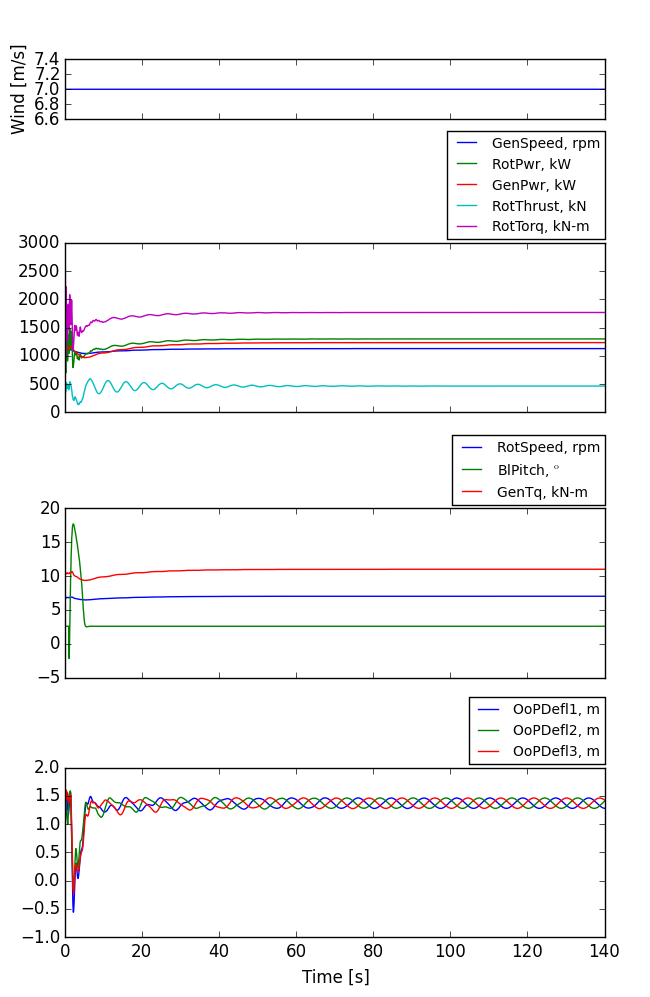 Wind [m/s]
7.4
7.2
7.0
6.8
6.6
GenSpeed, rpm
RotPwr, kW
GenPwr, kW
RotThrust, kN
RotTorq, kN-m
3000
2500
2000
1500
1000
500
0
RotSpeed, rpm
BlPitch, °
GenTq, kN-m
20
15
10
5
0
−5
OoPDefl1, m
OoPDefl2, m
OoPDefl3, m
2.0
1.5
1.0
0.5
0.0
−0.5
−1.0
0 20 40 60 80 100 120 140
Time [s]